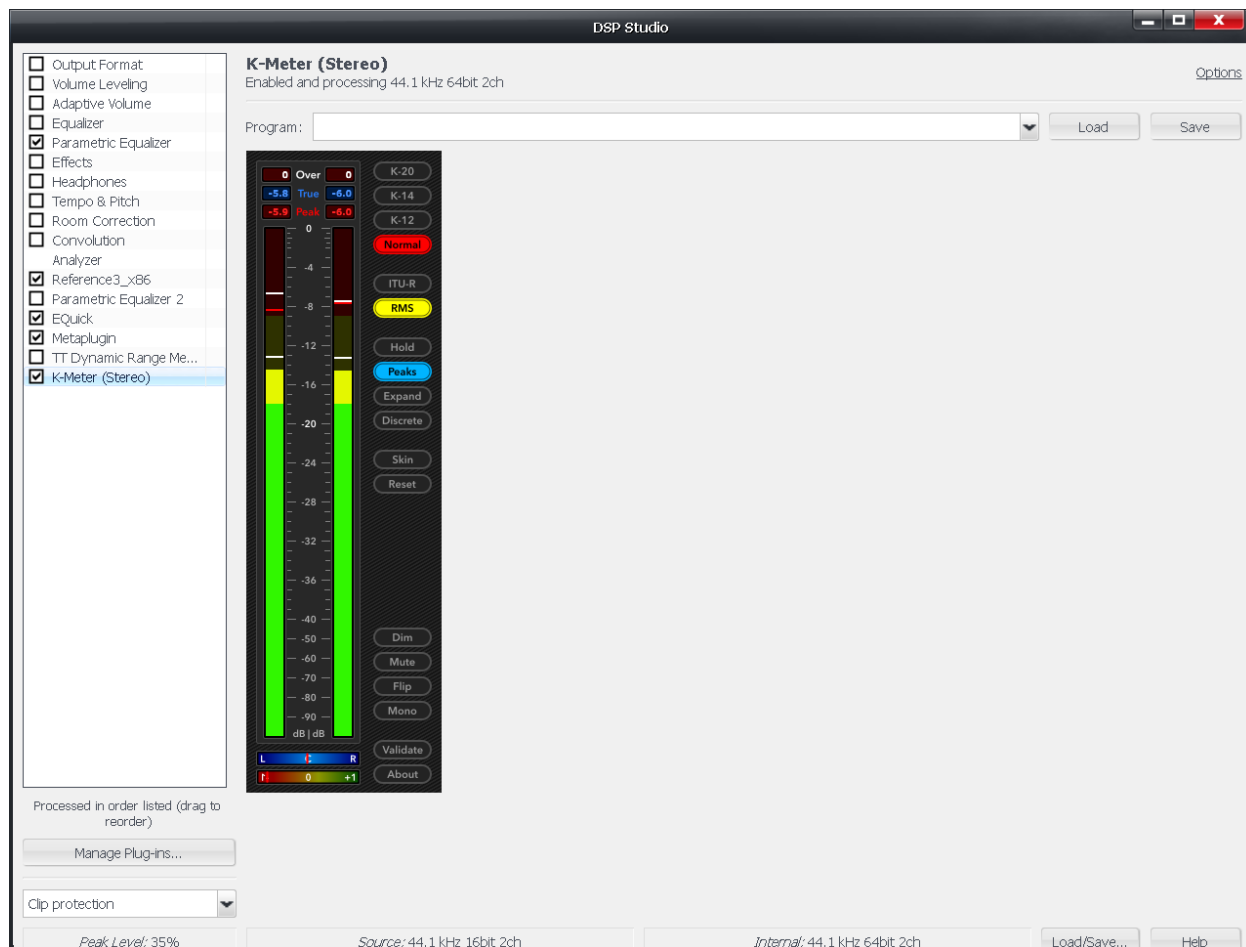 DSP Studio
Output Format
Volume Leveling
Adaptive Volume
Equalizer
Parametric Equalizer
Effects
Headphones
Tempo & Pitch
Room Correction
Convolution
Analyzer
Reference3_x86
Parametric Equalizer 2
EQuick
Metaplugin
TT Dynamic Range Me...
K-Meter (Stereo)
Processed in order listed (drag to
reorder)
Manage Plug-ins...
Clip protection
Peak Level: 35%
K-Meter (Stereo)
Enabled and processing 44.1 kHz 64bit 2ch
Options
Program:
Load
Save
0 Over 0
-5.8 True -6.0
-5.9 Peak -6.0
0
-4
-8
-12
-16
-20
-24
-28
-32
-36
-40
-50
-60
-70
-80
-90
dB | dB
L C R
-1 0 +1
K-20
K-14
K-12
Normal
ITU-R
RMS
Hold
Peaks
Expand
Discrete
Skin
Reset
Dim
Mute
Flip
Mono
Validate
About
Source: 44.1 kHz 16bit 2ch
Internal: 44.1 kHz 64bit 2ch
Load/Save...
Help